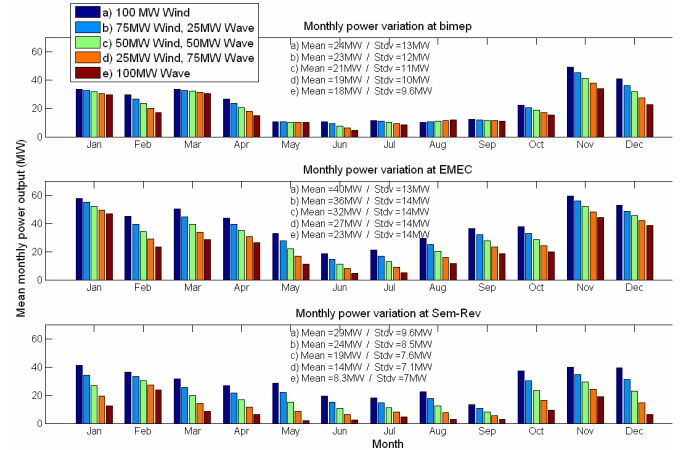 a) 100 MW Wind
b) 75MW Wind, 25MW Wave
c) 50MW Wind, 50MW Wave
d) 25MW Wind, 75MW Wave
e) 100MW Wave
Monthly power variation at bimep
a) Mean =24MW / Stdv =13MW
b) Mean =23MW / Stdv =12MW
c) Mean =21MW / Stdv =11MW
d) Mean =19MW / Stdv =10MW
e) Mean =18MW / Stdv =9.6MW
60
40
20
0
Jan Feb Mar Apr May Jun Jul Aug Sep Oct Nov Dec
Mean monthly power output (MW)
Monthly power variation at EMEC
a) Mean =40MW / Stdv =13MW
b) Mean =36MW / Stdv =14MW
c) Mean =32MW / Stdv =14MW
d) Mean =27MW / Stdv =14MW
e) Mean =23MW / Stdv =14MW
60
40
20
0
Jan Feb Mar Apr May Jun Jul Aug Sep Oct Nov Dec
Monthly power variation at Sem-Rev
a) Mean =29MW / Stdv =9.6MW
b) Mean =24MW / Stdv =8.5MW
c) Mean =19MW / Stdv =7.6MW
d) Mean =14MW / Stdv =7.1MW
e) Mean =8.3MW / Stdv =7MW
60
40
20
0
Jan Feb Mar Apr May Jun Jul Aug Sep Oct Nov Dec
Month